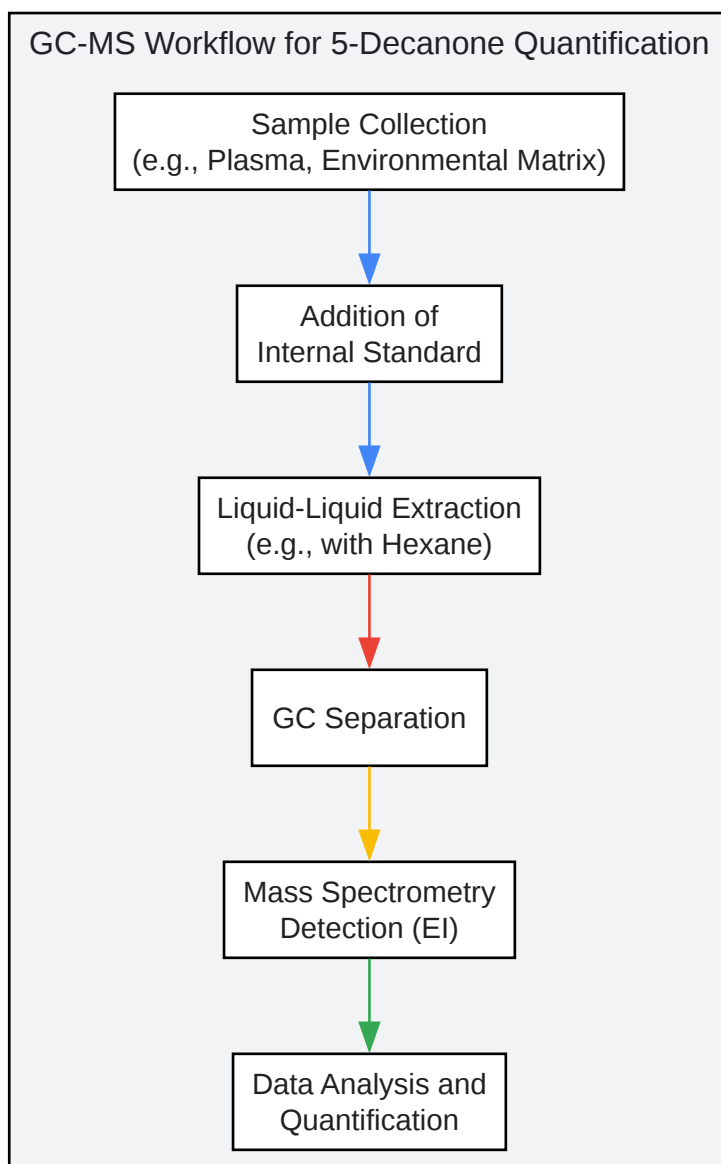 GC-MS Workflow for 5-Decanone Quantification
Sample Collection
(e.g., Plasma, Environmental Matrix)
Addition of
Internal Standard
Liquid-Liquid Extraction
(e.g., with Hexane)
GC Separation
Mass Spectrometry
Detection (EI)
Data Analysis and
Quantification